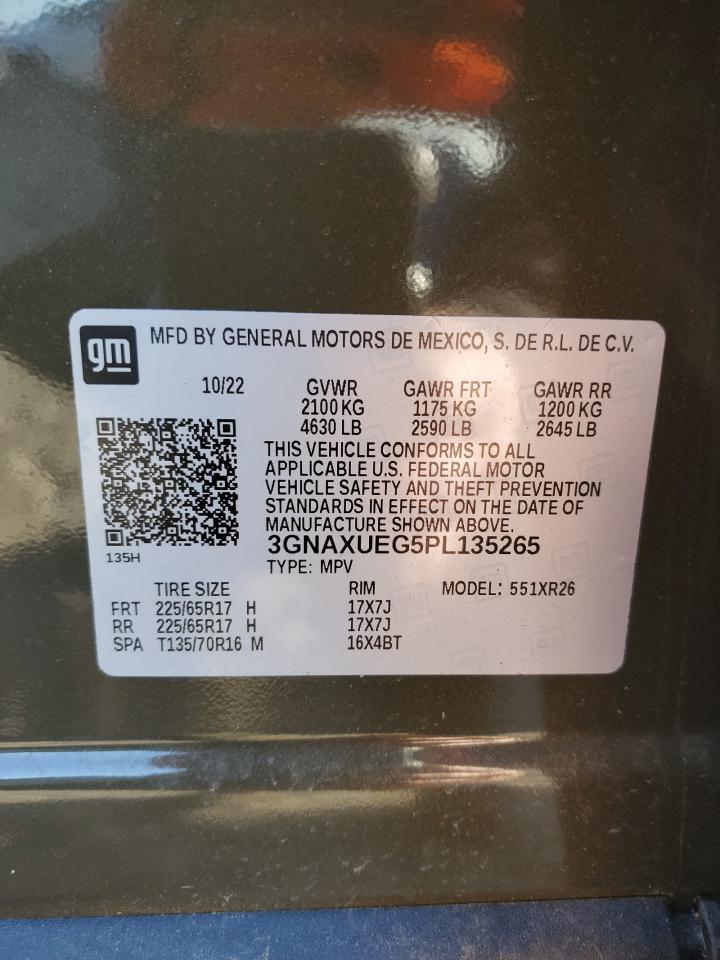 gm
MFD BY GENERAL MOTORS DE MEXICO, S. DE R.L. DE C.V.
10/22 GVWR GAWR FRT GAWR RR
2100 KG 1175 KG 1200 KG
4630 LB 2590 LB 2645 LB
THIS VEHICLE CONFORMS TO ALL
APPLICABLE U.S. FEDERAL MOTOR
VEHICLE SAFETY AND THEFT PREVENTION
STANDARDS IN EFFECT ON THE DATE OF
MANUFACTURE SHOWN ABOVE.
3GNAXUEG5PL135265
135H
TYPE: MPV
TIRE SIZE RIM MODEL: 551XR26
FRT 225/65R17 H 17X7J
RR 225/65R17 H 17X7J
SPA T135/70R16 M 16X4BT